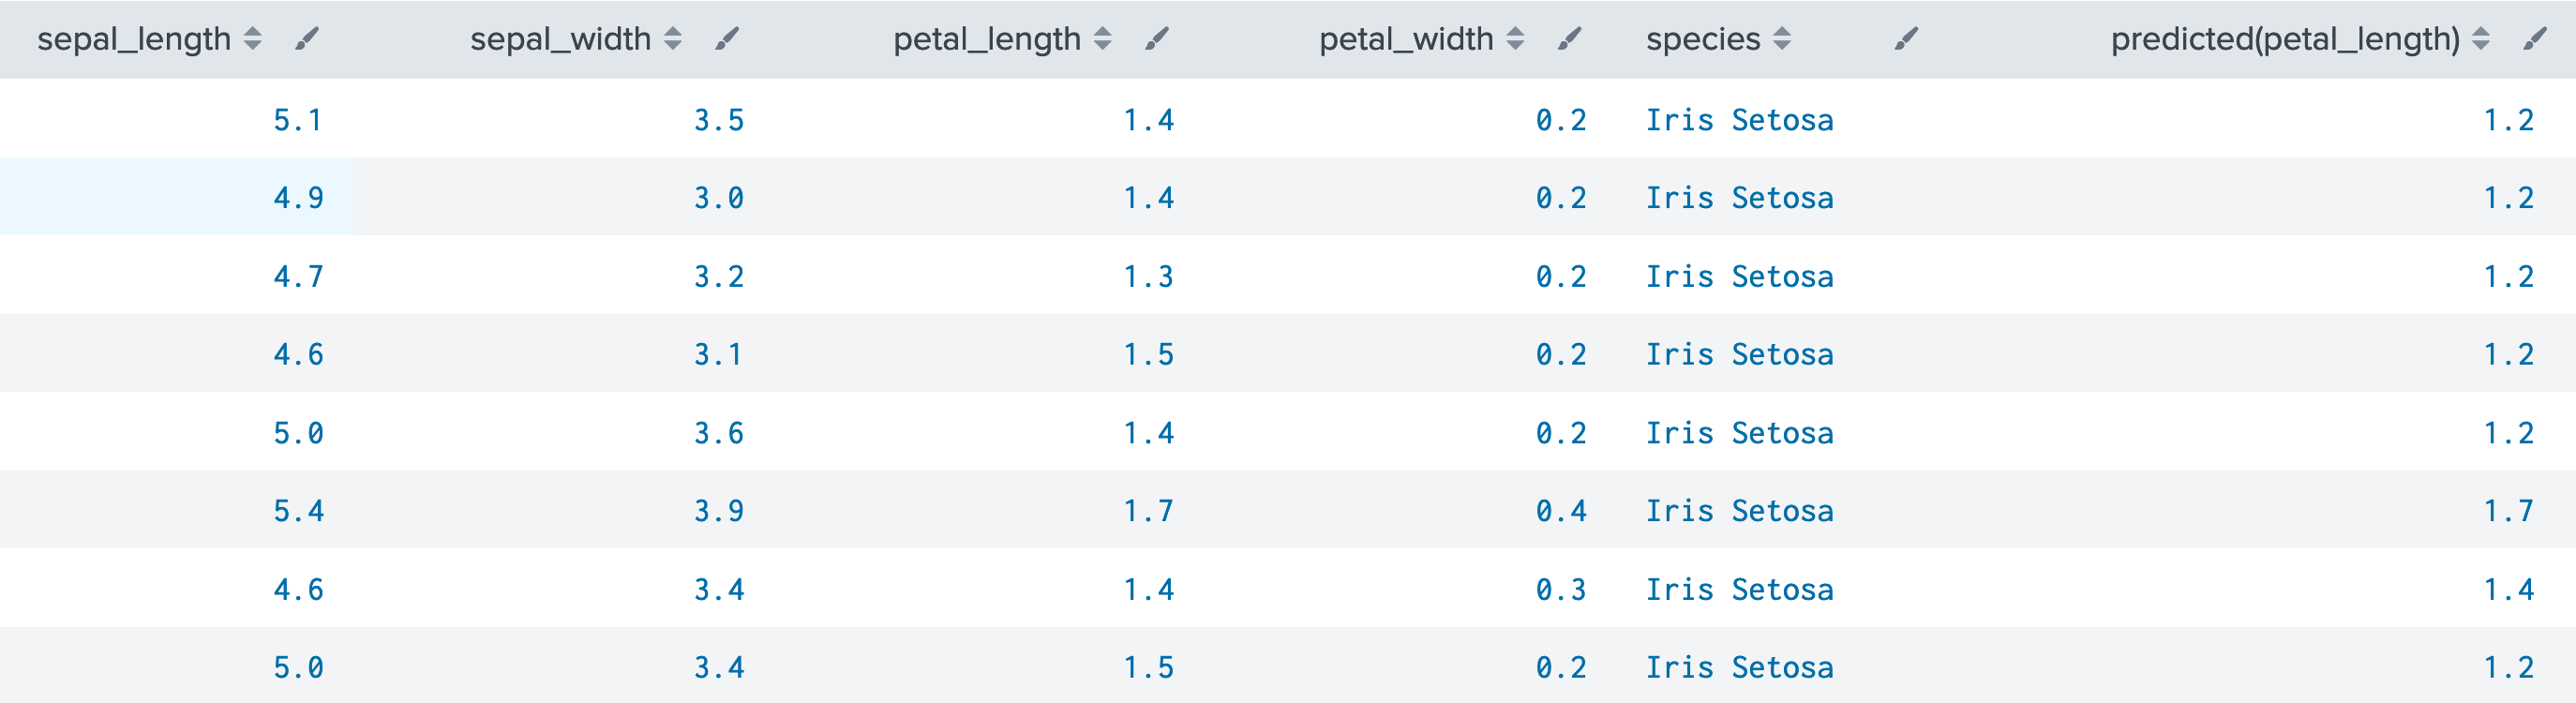 sepal_length sepal_width petal_length petal_width species predicted(petal_length)
5.1 3.5 1.4 0.2 Iris Setosa 1.2
4.9 3.0 1.4 0.2 Iris Setosa 1.2
4.7 3.2 1.3 0.2 Iris Setosa 1.2
4.6 3.1 1.5 0.2 Iris Setosa 1.2
5.0 3.6 1.4 0.2 Iris Setosa 1.2
5.4 3.9 1.7 0.4 Iris Setosa 1.7
4.6 3.4 1.4 0.3 Iris Setosa 1.4
5.0 3.4 1.5 0.2 Iris Setosa 1.2